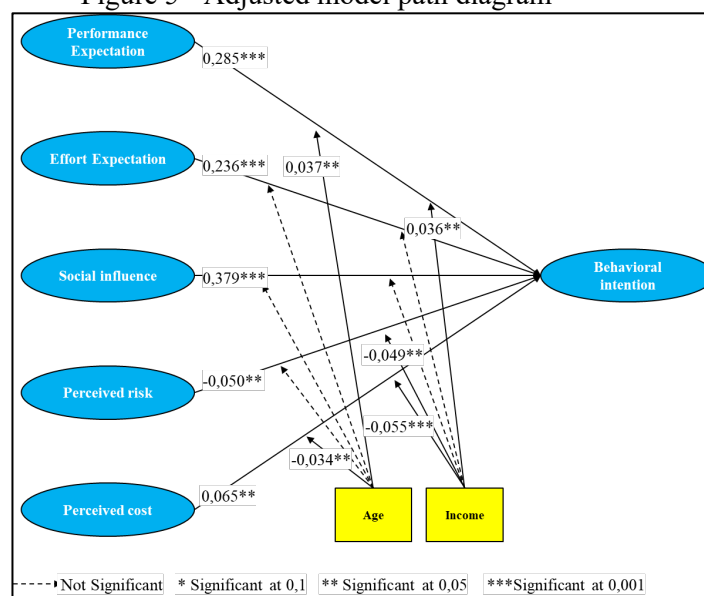 Figure 5 - Adjusted model path diagram
Performance
Expectation
0,285***
Effort Expectation
0,236***
0,037**
0,036**
Social influence
0,379***
Behavioral
intention
Perceived risk
-0,050**
-0,049**
-0,055***
-0,034**
Perceived cost
0,065**
Age
Income
Not Significant * Significant at 0,1 ** Significant at 0,05 ***Significant at 0,001